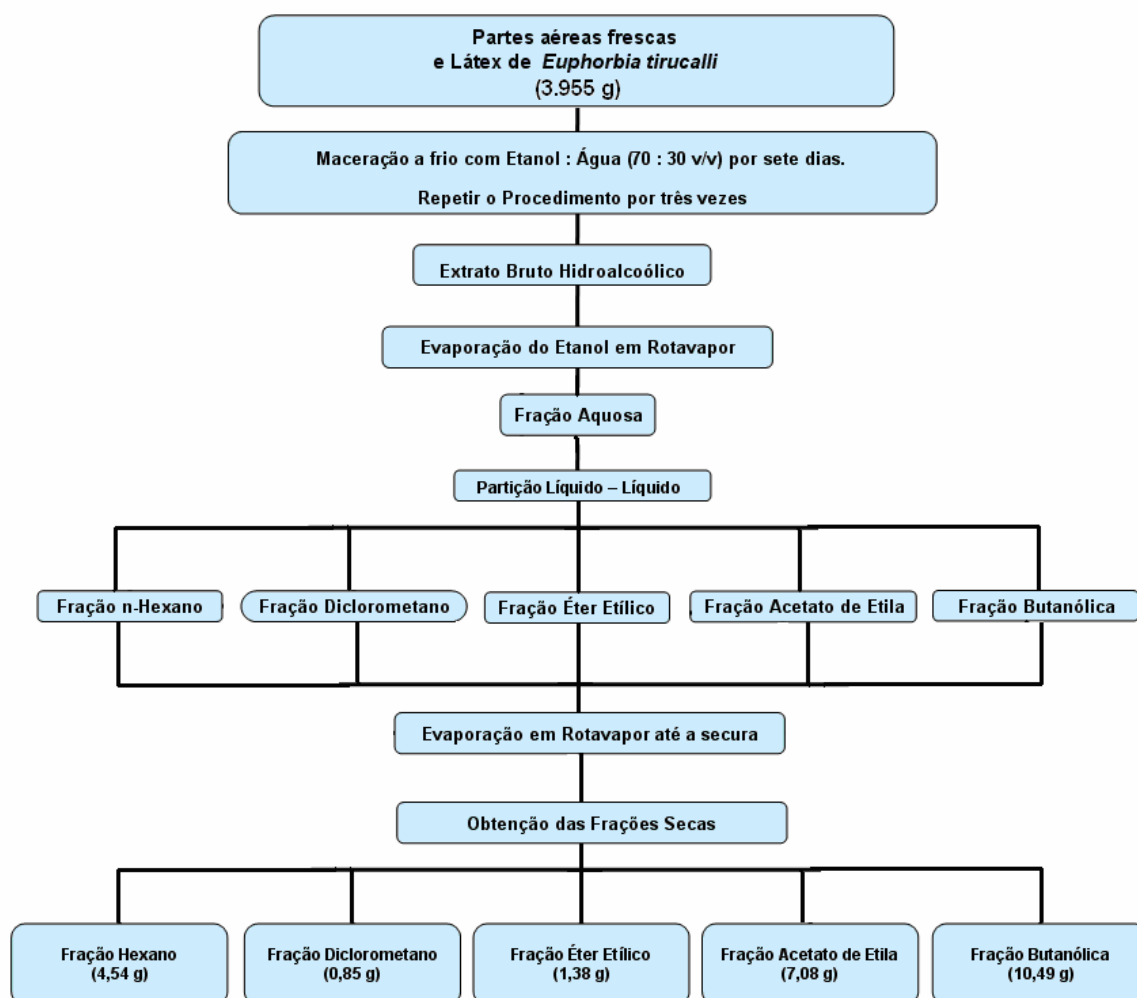 Partes aéreas frescas
e Látex de Euphorbia tirucalli
(3.955 g)
Maceração a frio com Etanol : Água (70 : 30 v/v) por sete dias.
Repetir o Procedimento por três vezes
Extrato Bruto Hidroalcoólico
Evaporação do Etanol em Rotavapor
Fração Aquosa
Partição Líquido – Líquido
Fração n-Hexano
Fração Diclorometano
Fração Éter Etílico
Fração Acetato de Etila
Fração Butanólica
Evaporação em Rotavapor até a secura
Obtenção das Frações Secas
Fração Hexano
(4,54 g)
Fração Diclorometano
(0,85 g)
Fração Éter Etílico
(1,38 g)
Fração Acetato de Etila
(7,08 g)
Fração Butanólica
(10,49 g)